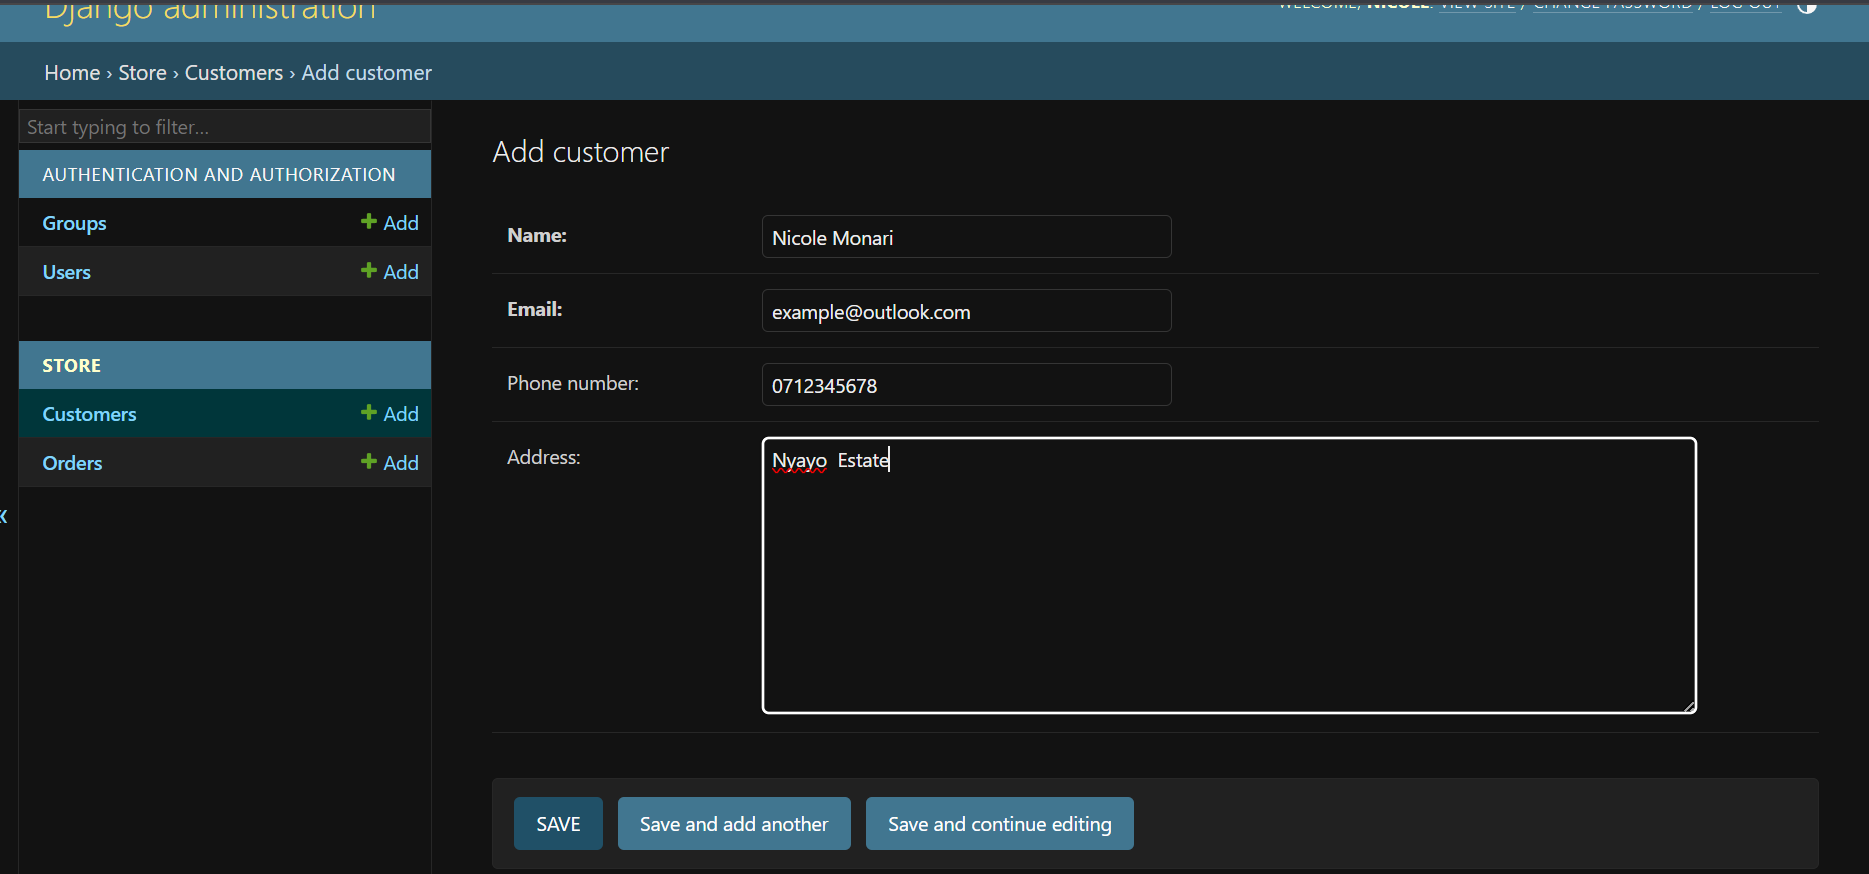 Django administration
WELCOME, NICOLE. VIEW SITE / CHANGE PASSWORD / LOG OUT
Home › Store › Customers › Add customer
Start typing to filter...
AUTHENTICATION AND AUTHORIZATION
Groups + Add
Users + Add
STORE
Customers + Add
Orders + Add
«
Add customer
Name: Nicole Monari
Email: example@outlook.com
Phone number: 0712345678
Address: Nyayo  Estate
SAVE Save and add another Save and continue editing